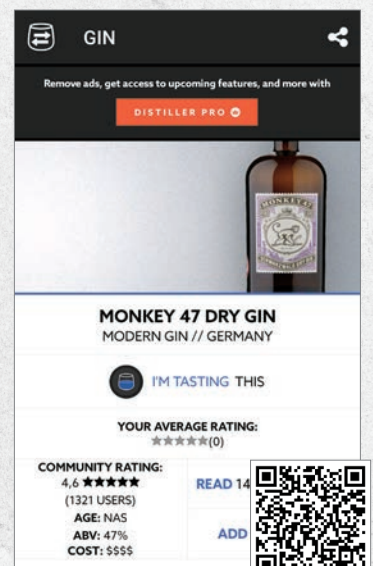 GIN
Remove ads, get access to upcoming features, and more with
DISTILLER PRO
MONKEY 47
MONKEY 47 DRY GIN
MODERN GIN // GERMANY
I'M TASTING THIS
YOUR AVERAGE RATING:
★★★★★(0)
COMMUNITY RATING:
4,6 ★★★★★
(1321 USERS)
AGE: NAS
ABV: 47%
COST: $$$$
READ 14
ADD